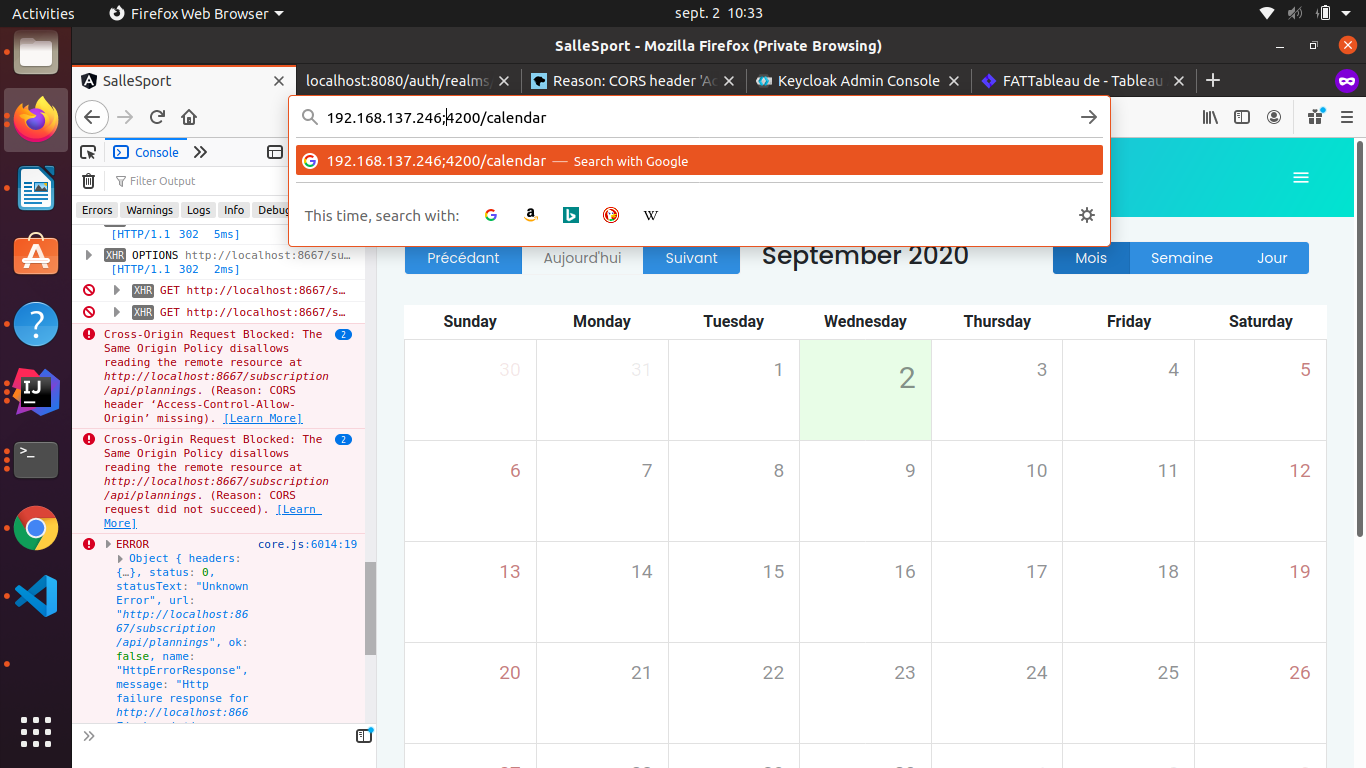 Activities
Firefox Web Browser
sept. 2 10:33
SalleSport - Mozilla Firefox (Private Browsing)
SalleSport
localhost:8080/auth/realms
Reason: CORS header 'Ac
Keycloak Admin Console
FATTableau de - Tableau
192.168.137.246;4200/calendar
192.168.137.246;4200/calendar — Search with Google
This time, search with:
Console
Filter Output
Errors
Warnings
Logs
Info
Debug
[HTTP/1.1 302 5ms]
XHR OPTIONS http://localhost:8667/su…
[HTTP/1.1 302 2ms]
XHR GET http://localhost:8667/s…
XHR GET http://localhost:8667/s…
Cross-Origin Request Blocked: The 2
Same Origin Policy disallows
reading the remote resource at
http://localhost:8667/subscription
/api/plannings. (Reason: CORS
header ‘Access-Control-Allow-
Origin’ missing). [Learn More]
Cross-Origin Request Blocked: The 2
Same Origin Policy disallows
reading the remote resource at
http://localhost:8667/subscription
/api/plannings. (Reason: CORS
request did not succeed). [Learn
More]
ERROR core.js:6014:19
Object { headers:
{…}, status: 0,
statusText: "Unknown
Error", url:
"http://localhost:86
67/subscription
/api/plannings", ok:
false, name:
"HttpErrorResponse",
message: "Http
failure response for
http://localhost:866
Précédant
Aujourd'hui
Suivant
September 2020
Mois
Semaine
Jour
Sunday Monday Tuesday Wednesday Thursday Friday Saturday
30 31 1 2 3 4 5
6 7 8 9 10 11 12
13 14 15 16 17 18 19
20 21 22 23 24 25 26